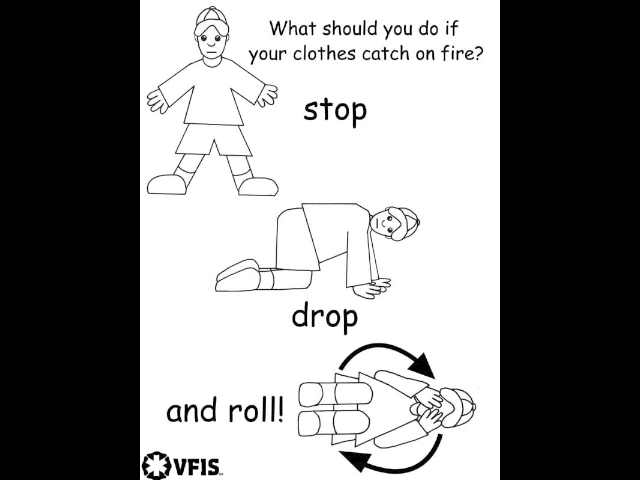 What should you do if
your clothes catch on fire?
stop
drop
and roll!
VFIS